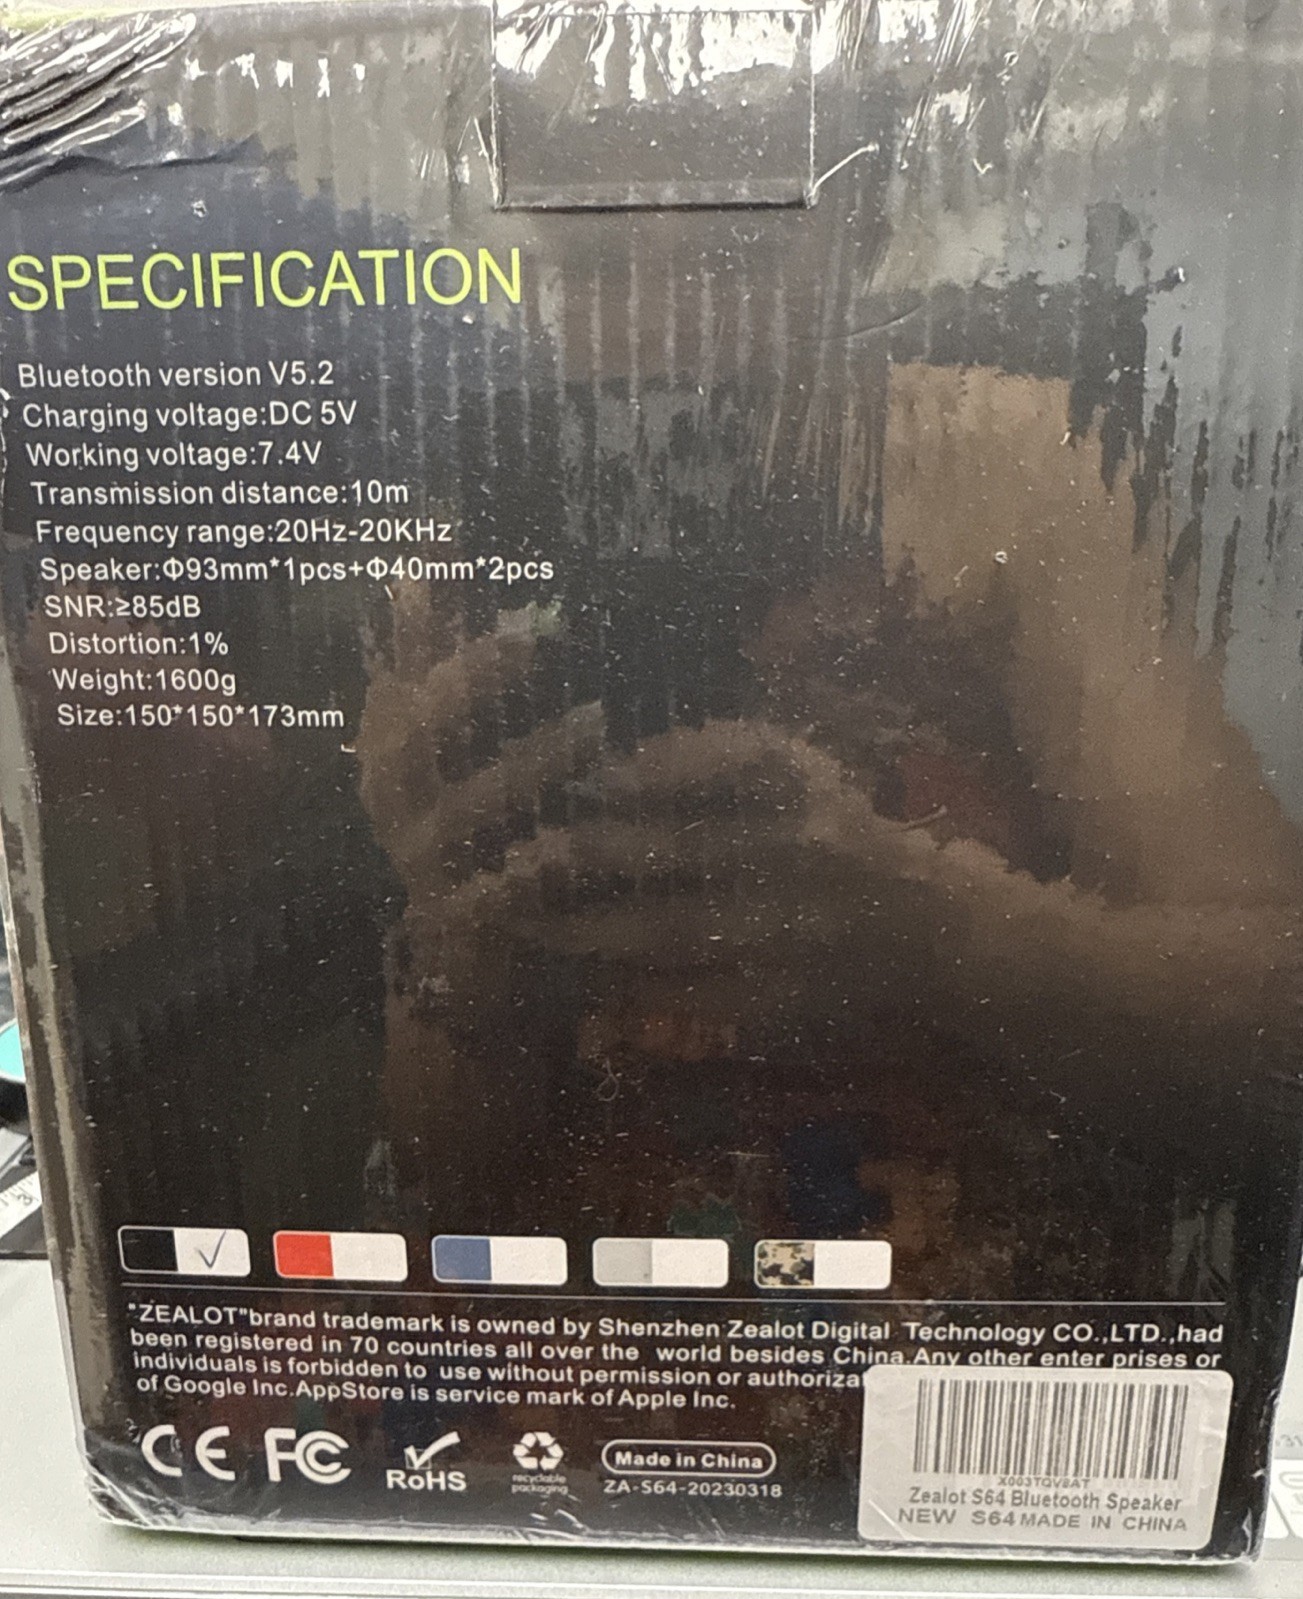 SPECIFICATION
Bluetooth version V5.2
Charging voltage:DC 5V
Working voltage:7.4V
Transmission distance:10m
Frequency range:20Hz-20KHz
Speaker:Φ93mm*1pcs+Φ40mm*2pcs
SNR:≥85dB
Distortion:1%
Weight:1600g
Size:150*150*173mm
"ZEALOT"brand trademark is owned by Shenzhen Zealot Digital Technology CO.,LTD.,had
been registered in 70 countries all over the world besides China.Any other enter prises or
individuals is forbidden to use without permission or
of Google Inc.AppStore is service mark of Apple Inc.
CE FC
RoHS
recyclable
packaging
Made in China
ZA-S64-20230318
X003TQV8AT
Zealot S64 Bluetooth Speaker
NEW S64 MADE IN CHINA